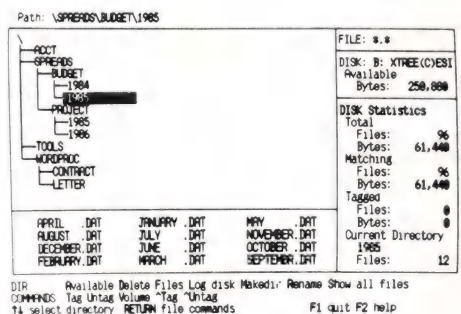 Path: \SPREADS\BUDGET\1985
\
ACCT
SPREADS
BUDGET
1984
1985
PROJECT
1985
1986
TOOLS
WORDPROC
CONTRACT
LETTER
FILE: *.*
DISK: B: XTREE(C)ESI
Available
Bytes: 250,880
DISK Statistics
Total
Files: 96
Bytes: 61,440
Matching
Files: 96
Bytes: 61,440
Tagged
Files: 0
Bytes: 0
Current Directory
1985
Files: 12
APRIL .DAT JANUARY .DAT MAY .DAT
AUGUST .DAT JULY .DAT NOVEMBER.DAT
DECEMBER.DAT JUNE .DAT OCTOBER .DAT
FEBRUARY.DAT MARCH .DAT SEPTEMBR.DAT
DIR Available Delete Files Log disk Makedir Rename Show all files
COMMANDS Tag Untag Volume ^Tag ^Untag
↑↓ select directory RETURN file commands F1 quit F2 help